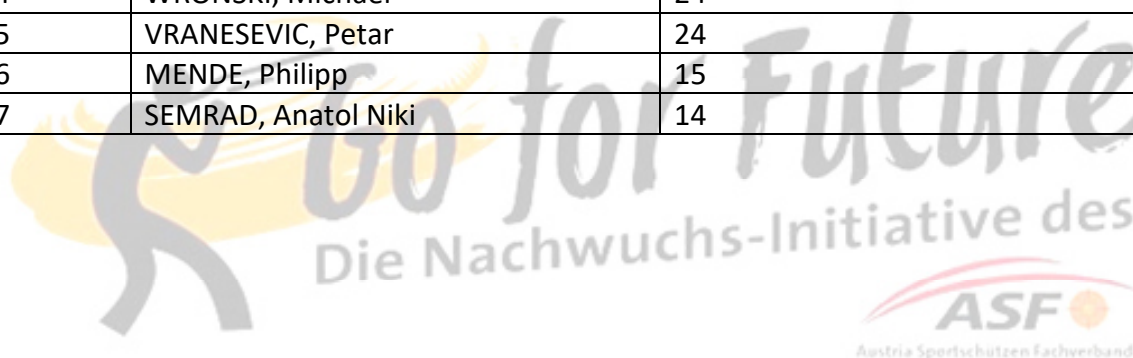 5 VRANESEVIC, Petar 24
6 MENDE, Philipp 15
7 SEMRAD, Anatol Niki 14
Go for Future
Die Nachwuchs-Initiative des
ASF
Austria Sportschützen Fachverband